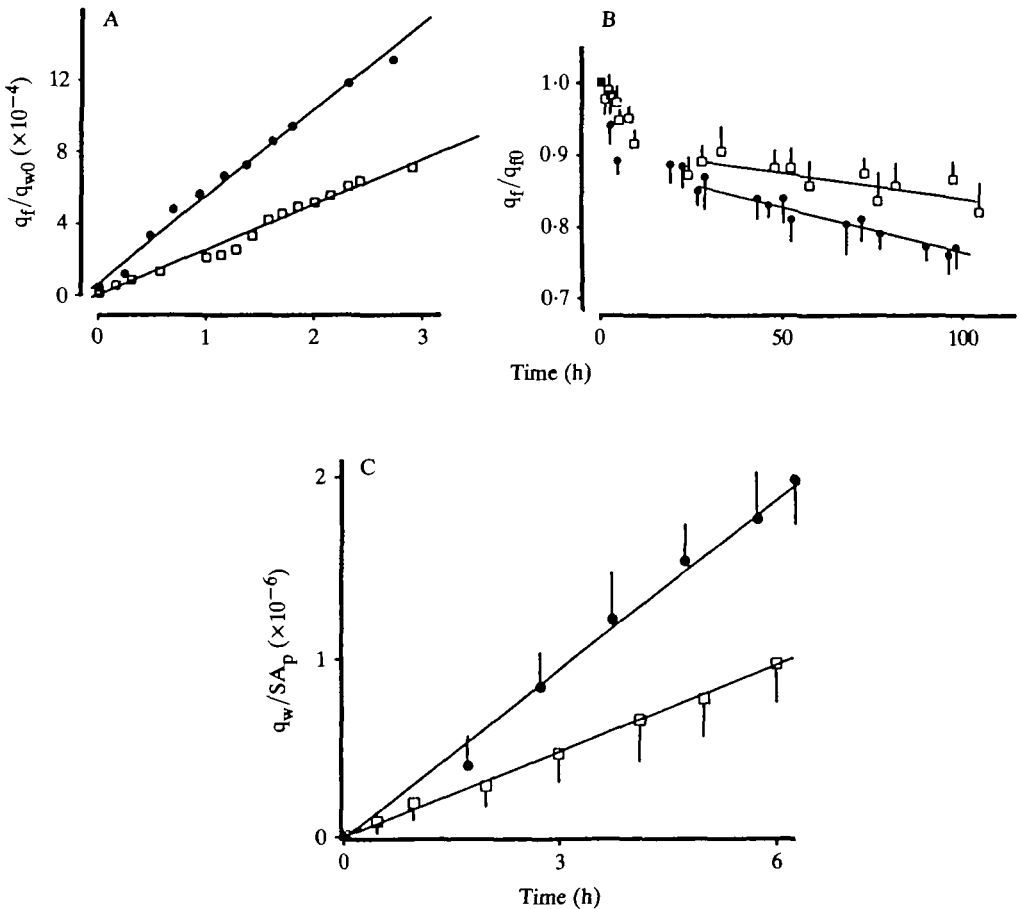 A
q_f/q_w0 (×10⁻⁴)
12
8
4
0
0 1 2 3
B
q_f/q_f0
1·0
0·9
0·8
0·7
0 50 100
Time (h)
C
q_w/SA_p (×10⁻⁶)
2
1
0
0 3 6
Time (h)